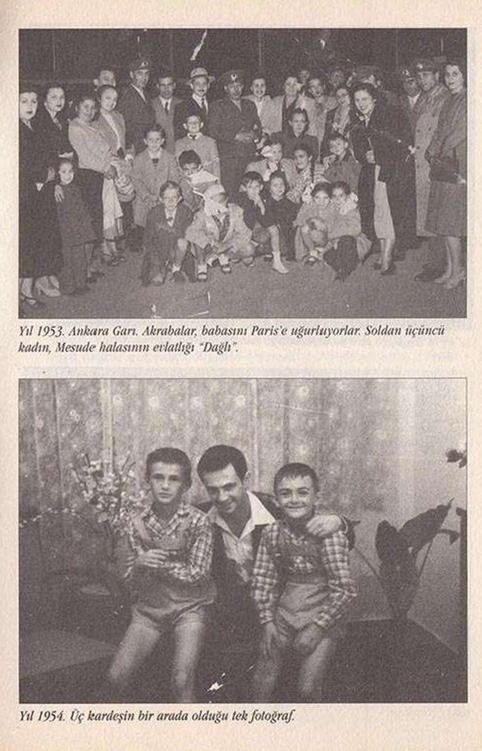 Yıl 1953. Ankara Garı. Akrabalar, babasını Paris'e uğurluyorlar. Soldan üçüncü
kadın, Mesude halasının evlatlığı "Dağlı".
Yıl 1954. Üç kardeşin bir arada olduğu tek fotoğraf.